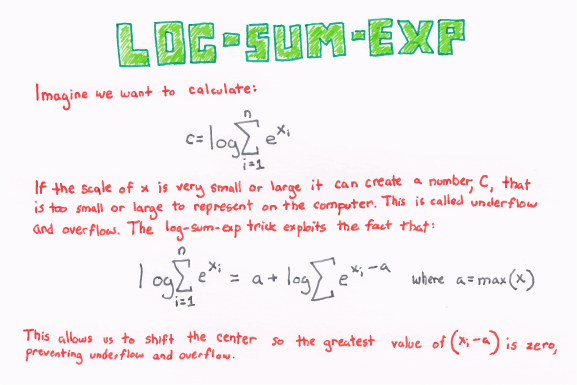 LOG-SUM-EXP
Imagine we want to calculate:
c = log ∑_{i=1}^{n} e^{x_i}
If the scale of x is very small or large it can create a number, C, that
is too small or large to represent on the computer. This is called underflow
and overflow. The log-sum-exp trick exploits the fact that:
log ∑_{i=1}^{n} e^{x_i} = a + log ∑ e^{x_i - a} where a = max(x)
This allows us to shift the center so the greatest value of (x_i - a) is zero,
preventing underflow and overflow.